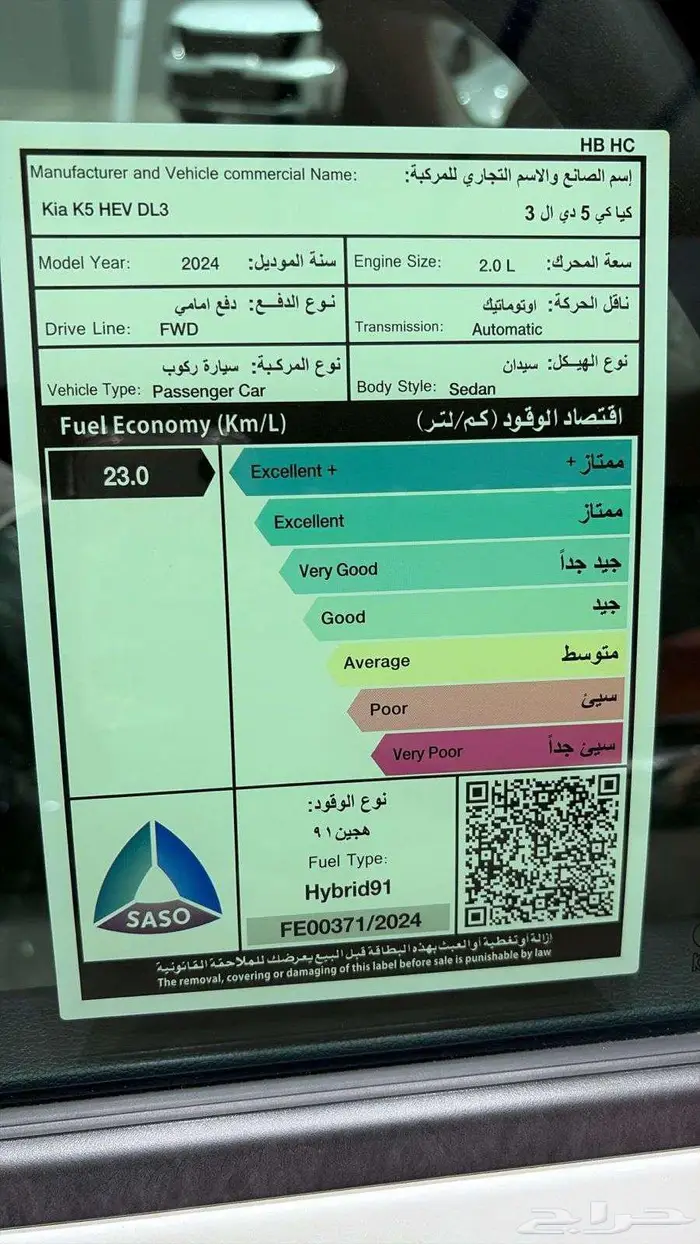 HB HC
Manufacturer and Vehicle commercial Name: إسم الصانع والاسم التجاري للمركبة:
Kia K5 HEV DL3 كيا كي 5 دي ال 3
Model Year: 2024 سنة الموديل:
Engine Size: 2.0 L سعة المحرك:
نوع الدفع: دفع امامي
Drive Line: FWD
ناقل الحركة: اوتوماتيك
Transmission: Automatic
نوع المركبة: سيارة ركوب
Vehicle Type: Passenger Car
نوع الهيكل: سيدان
Body Style: Sedan
Fuel Economy (Km/L) اقتصاد الوقود (كم/لتر)
23.0
Excellent + ممتاز +
Excellent ممتاز
Very Good جيد جداً
Good جيد
Average متوسط
Poor سيئ
Very Poor سيئ جداً
SASO
نوع الوقود:
هجين ٩١
Fuel Type:
Hybrid91
FE00371/2024
إزالة أو تغطية أو العبث بهذه البطاقة قبل البيع يعرضك للملاحقة القانونية
The removal, covering or damaging of this label before sale is punishable by law
حراج